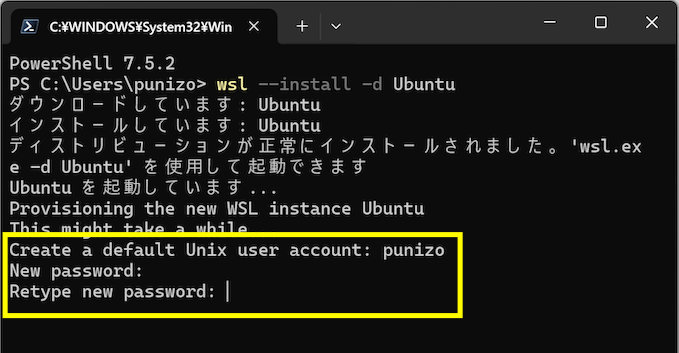 C:¥WINDOWS¥System32¥Win
PowerShell 7.5.2
PS C:\Users\punizo> wsl --install -d Ubuntu
ダウンロードしています: Ubuntu
インストールしています: Ubuntu
ディストリビューションが正常にインストールされました。'wsl.ex
e -d Ubuntu' を使用して起動できます
Ubuntu を起動しています...
Provisioning the new WSL instance Ubuntu
This might take a while
Create a default Unix user account: punizo
New password:
Retype new password: